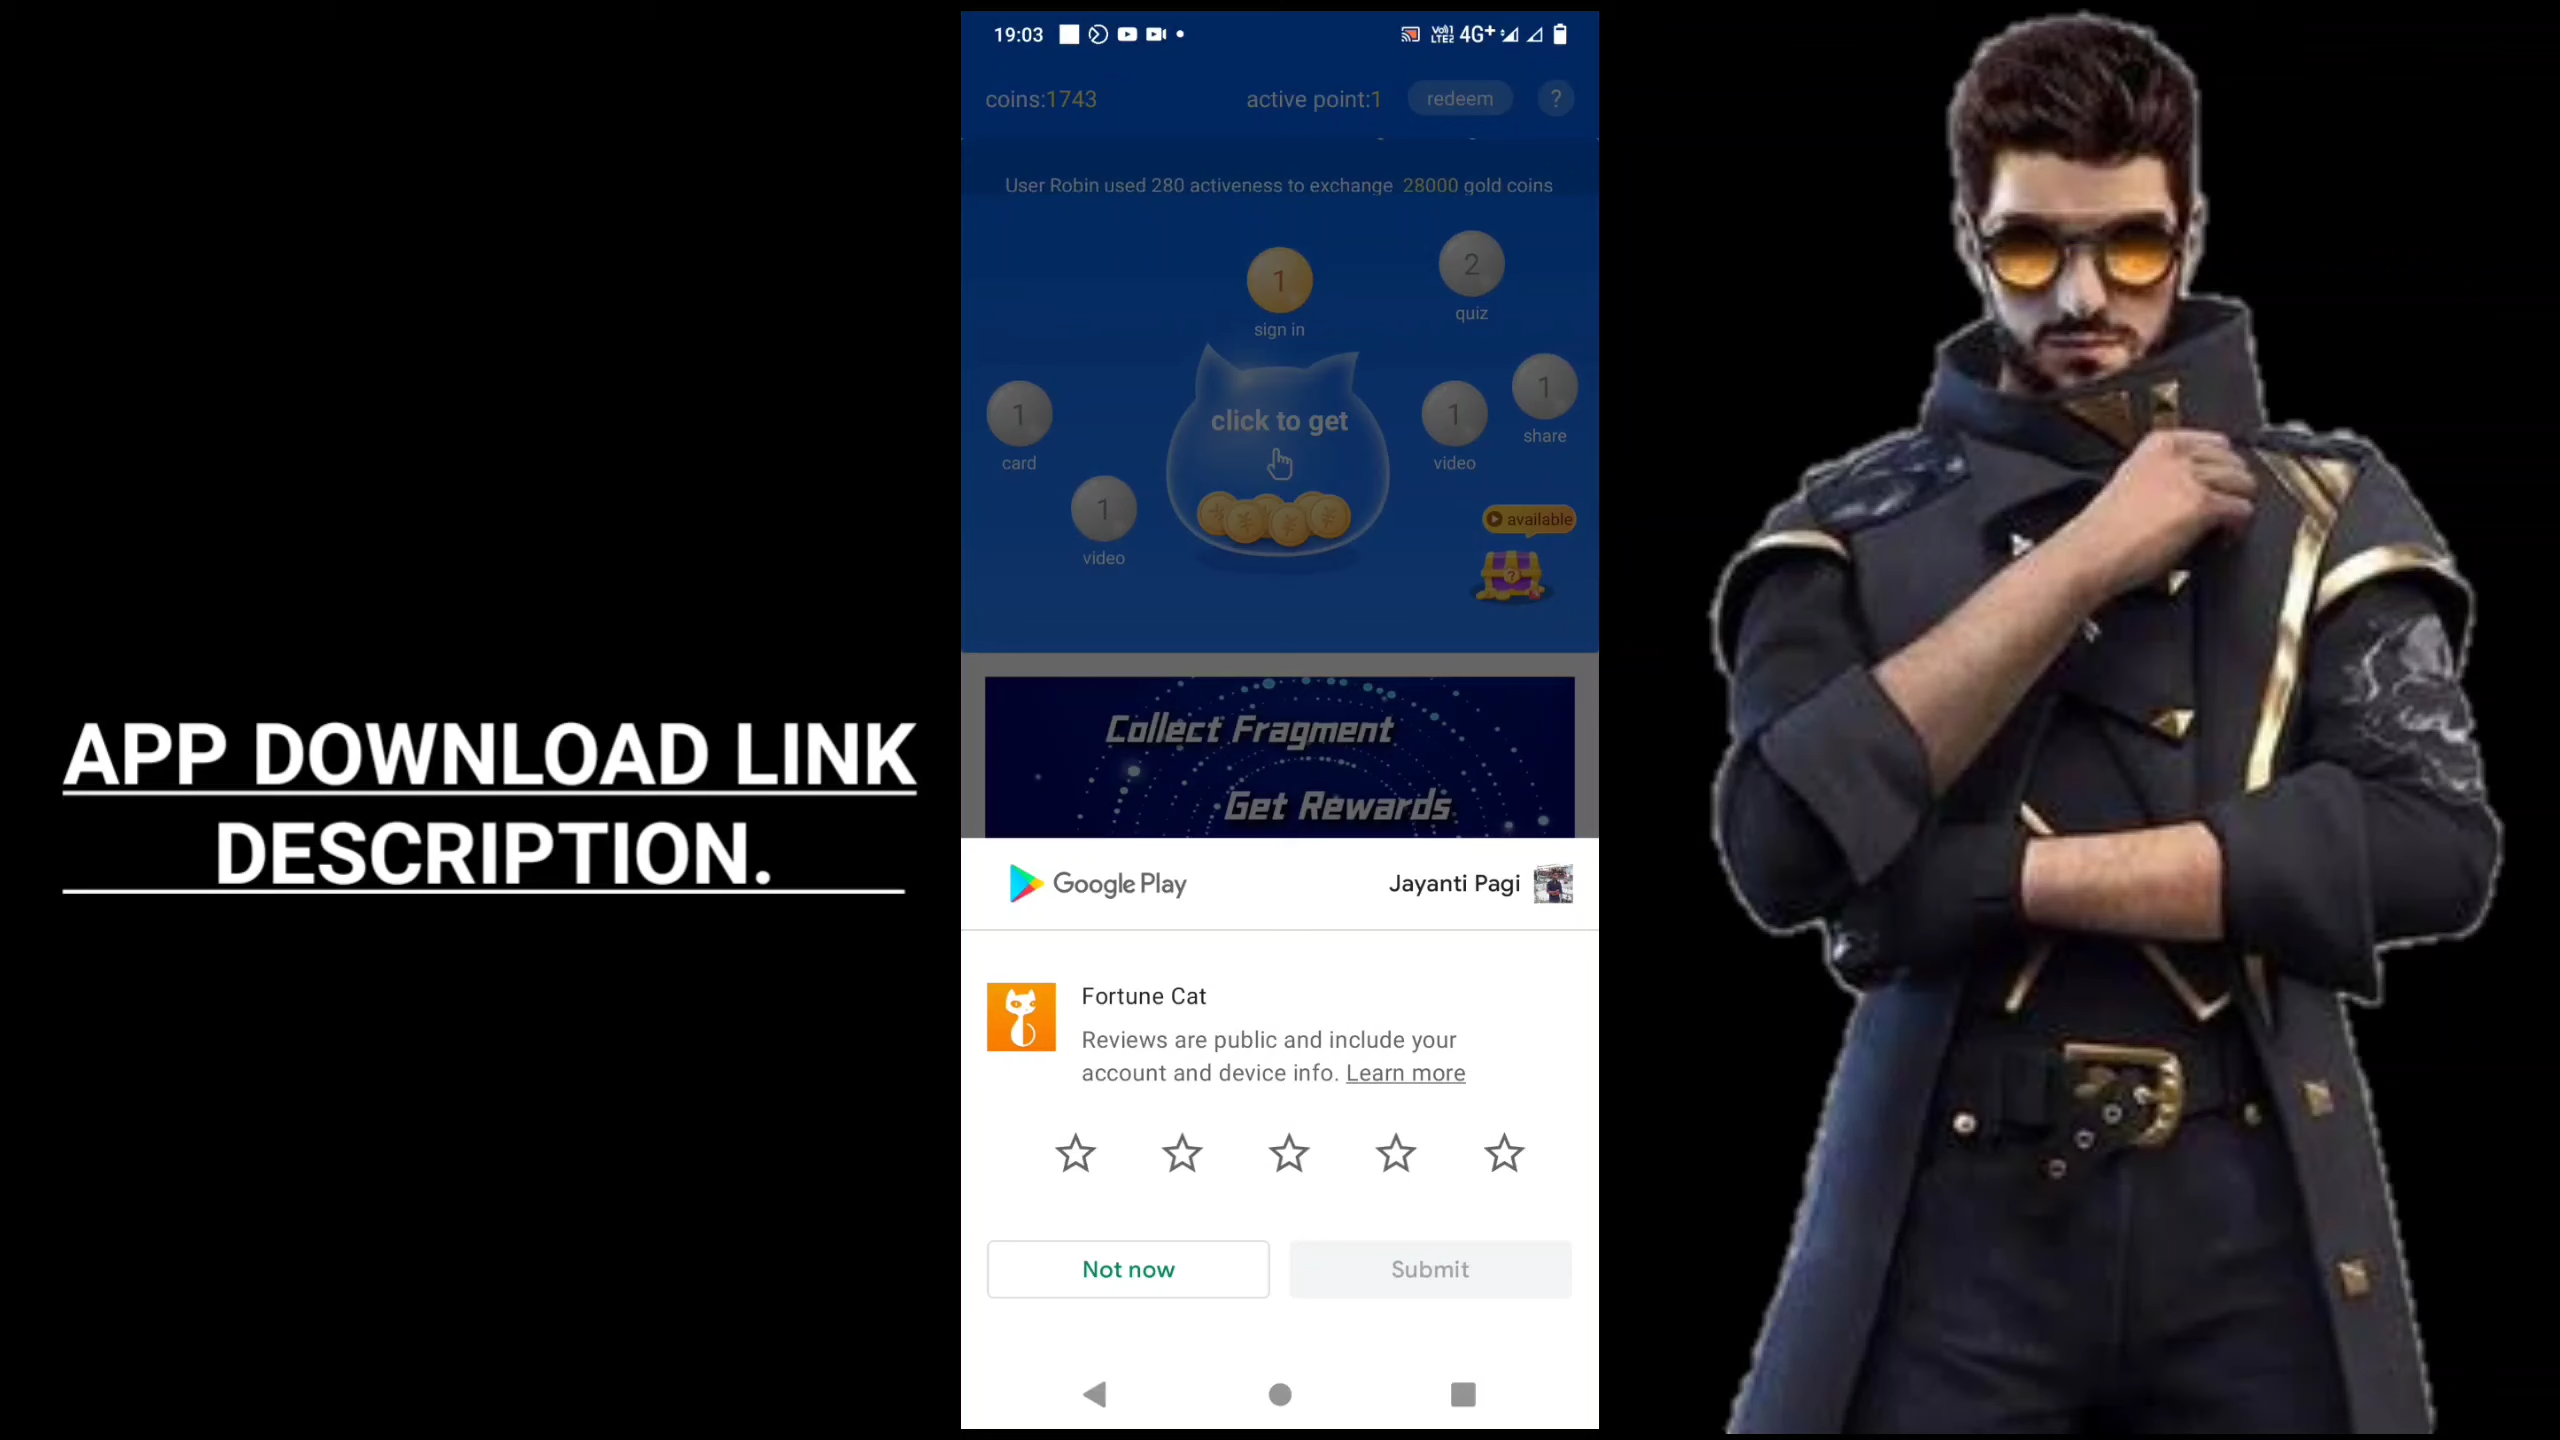 19:03
Vo)) LTE2 4G+
coins:1743
active point:1
redeem
?
User Robin used 280 activeness to exchange 28000 gold coins
1
sign in
2
quiz
1
card
click to get
1
video
1
share
1
video
available
?
Collect Fragment
Get Rewards
APP DOWNLOAD LINK
DESCRIPTION.
Google Play
Jayanti Pagi
Fortune Cat
Reviews are public and include your
account and device info. Learn more
Not now
Submit